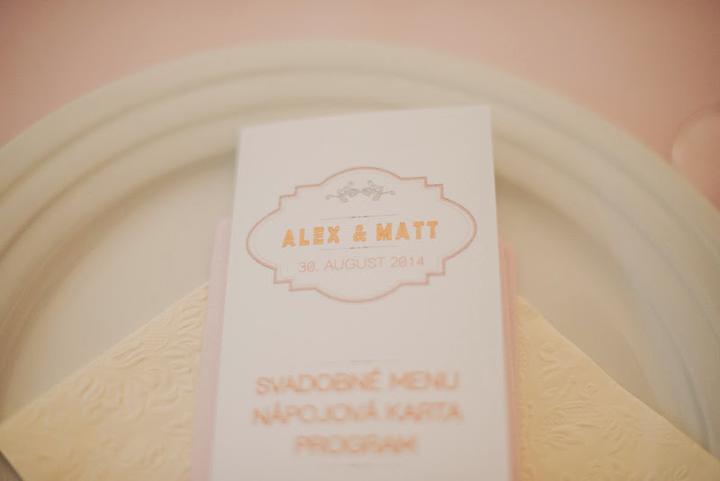 ALEX & MATT
30. AUGUST 2014
SVADOBNÉ MENU
NÁPOJOVÁ KARTA
PROGRAM